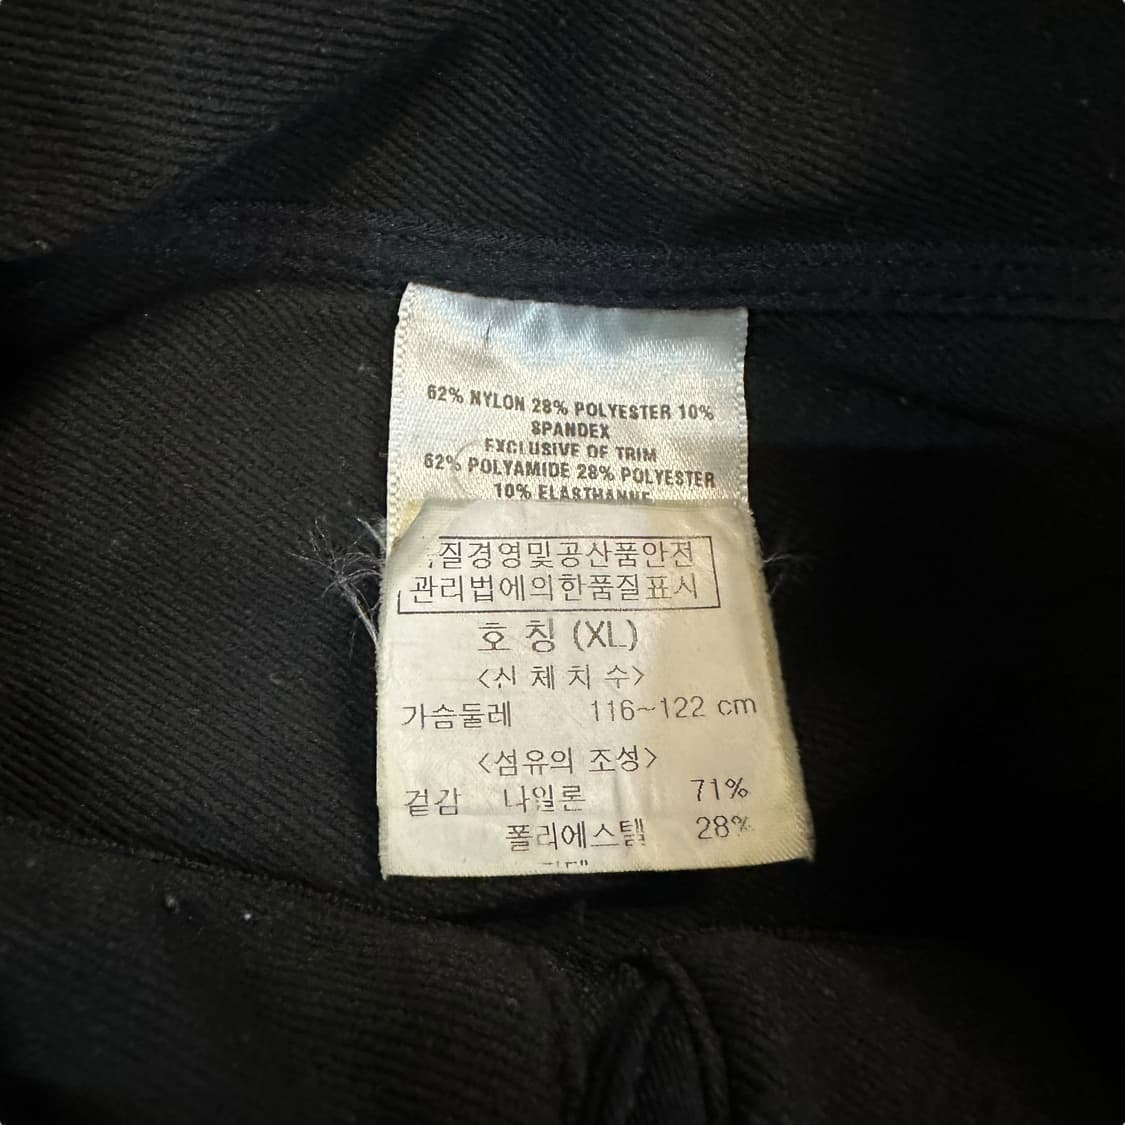 62% NYLON 28% POLYESTER 10%
SPANDEX
EXCLUSIVE OF TRIM
62% POLYAMIDE 28% POLYESTER
10% ELASTHANNE
질경영및공산품안전
관리법에의한품질표시
호칭 (XL)
<신체치수>
가슴둘레 116~122 cm
<섬유의 조성>
겉감 나일론 71%
폴리에스텔 28%